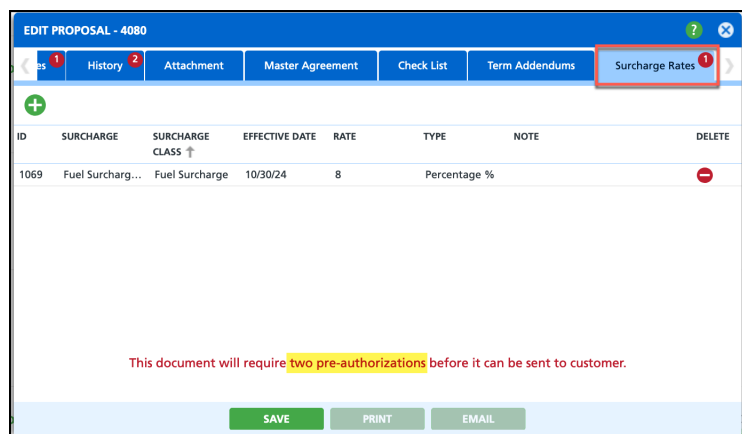 EDIT PROPOSAL - 4080 ?
es 1 History 2 Attachment Master Agreement Check List Term Addendums Surcharge Rates 1
ID SURCHARGE SURCHARGE CLASS ↑ EFFECTIVE DATE RATE TYPE NOTE DELETE
1069 Fuel Surcharg... Fuel Surcharge 10/30/24 8 Percentage %
This document will require two pre-authorizations before it can be sent to customer.
SAVE PRINT EMAIL